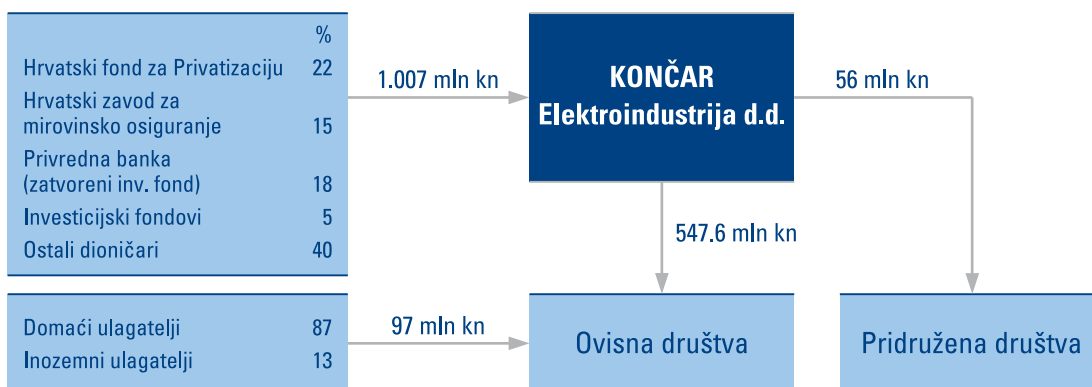 %
Hrvatski fond za Privatizaciju 22
Hrvatski zavod za
mirovinsko osiguranje 15
Privredna banka
(zatvoreni inv. fond) 18
Investicijski fondovi 5
Ostali dioničari 40
1.007 mln kn
KONČAR
Elektroindustrija d.d.
56 mln kn
547.6 mln kn
Domaći ulagatelji 87
Inozemni ulagatelji 13
97 mln kn
Ovisna društva
Pridružena društva